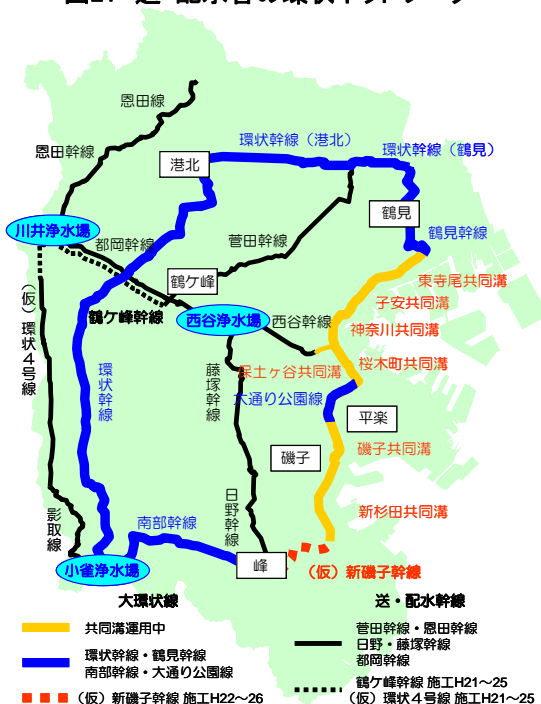 恩田線
環状幹線（港北）
環状幹線（鶴見）
恩田幹線
港北
鶴見
川井浄水場
都岡幹線
菅田幹線
鶴見幹線
鶴ケ峰
東寺尾共同溝
子安共同溝
（仮）環状４号線
鶴ケ峰幹線
西谷浄水場
西谷幹線
神奈川共同溝
環状幹線
藤塚幹線
保土ヶ谷共同溝
桜木町共同溝
大通り公園線
平楽
磯子
磯子共同溝
日野幹線
影取線
南部幹線
新杉田共同溝
小雀浄水場
峰
（仮）新磯子幹線
大環状線
共同溝運用中
環状幹線・鶴見幹線
南部幹線・大通り公園線
（仮）新磯子幹線 施工H22～26
送・配水幹線
菅田幹線・恩田幹線
日野・藤塚幹線
都岡幹線
鶴ケ峰幹線 施工H21～25
（仮）環状４号線 施工H21～25